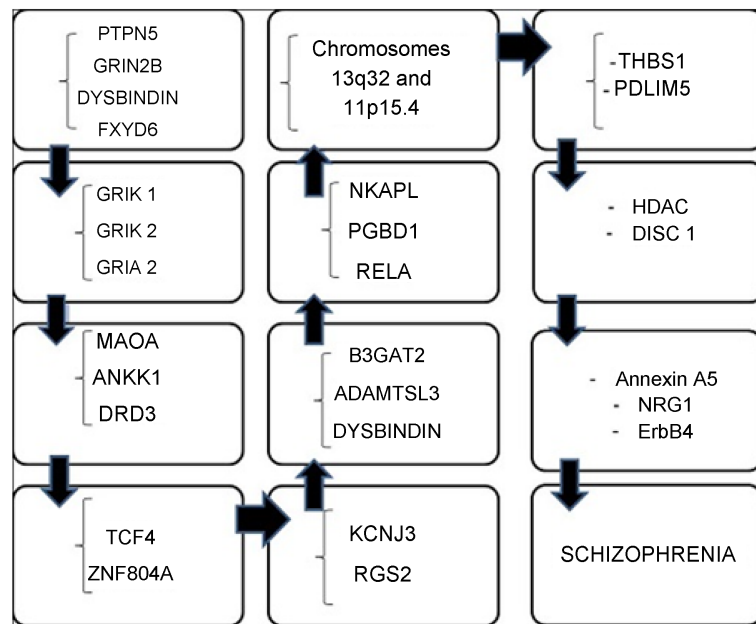 PTPN5
GRIN2B
DYSBINDIN
FXYD6
GRIK 1
GRIK 2
GRIA 2
MAOA
ANKK1
DRD3
TCF4
ZNF804A
KCNJ3
RGS2
B3GAT2
ADAMTSL3
DYSBINDIN
NKAPL
PGBD1
RELA
Chromosomes
13q32 and
11p15.4
-THBS1
-PDLIM5
- HDAC
- DISC 1
- Annexin A5
- NRG1
- ErbB4
SCHIZOPHRENIA